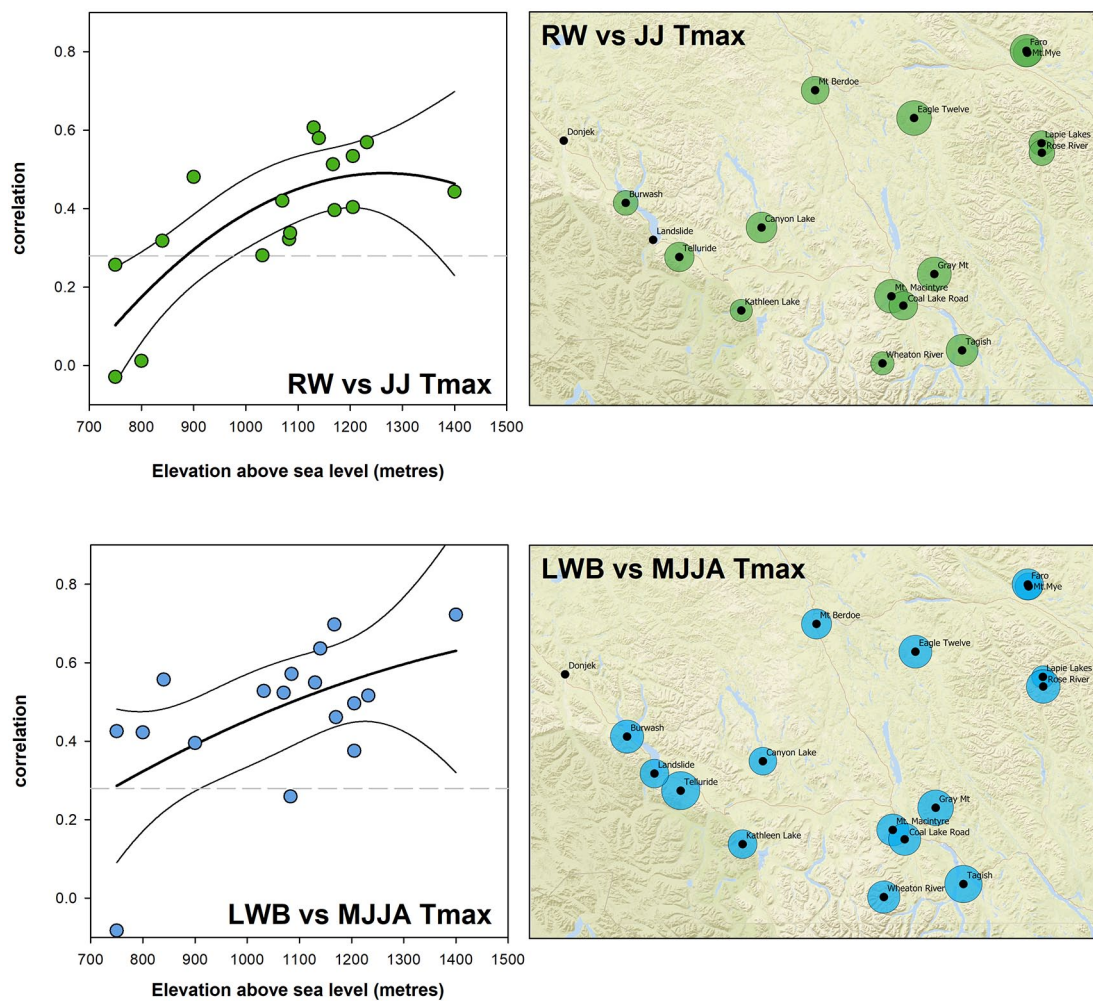 0.8
0.6
0.4
0.2
0.0
correlation
700 800 900 1000 1100 1200 1300 1400 1500
Elevation above sea level (metres)
RW vs JJ Tmax
RW vs JJ Tmax
Faro
Mt.Mye
Mt Berdoe
Eagle Twelve
Donjek
Lapie Lakes
Rose River
Burwash
Canyon Lake
Landslide
Telluride
Gray Mt
Mt. Macintyre
Coal Lake Road
Kathleen Lake
Tagish
Wheaton River
0.8
0.6
0.4
0.2
0.0
correlation
700 800 900 1000 1100 1200 1300 1400 1500
Elevation above sea level (metres)
LWB vs MJJA Tmax
LWB vs MJJA Tmax
Faro
Mt.Mye
Mt Berdoe
Eagle Twelve
Donjek
Lapie Lakes
Rose River
Burwash
Canyon Lake
Landslide
Telluride
Gray Mt
Mt. Macintyre
Coal Lake Road
Kathleen Lake
Tagish
Wheaton River